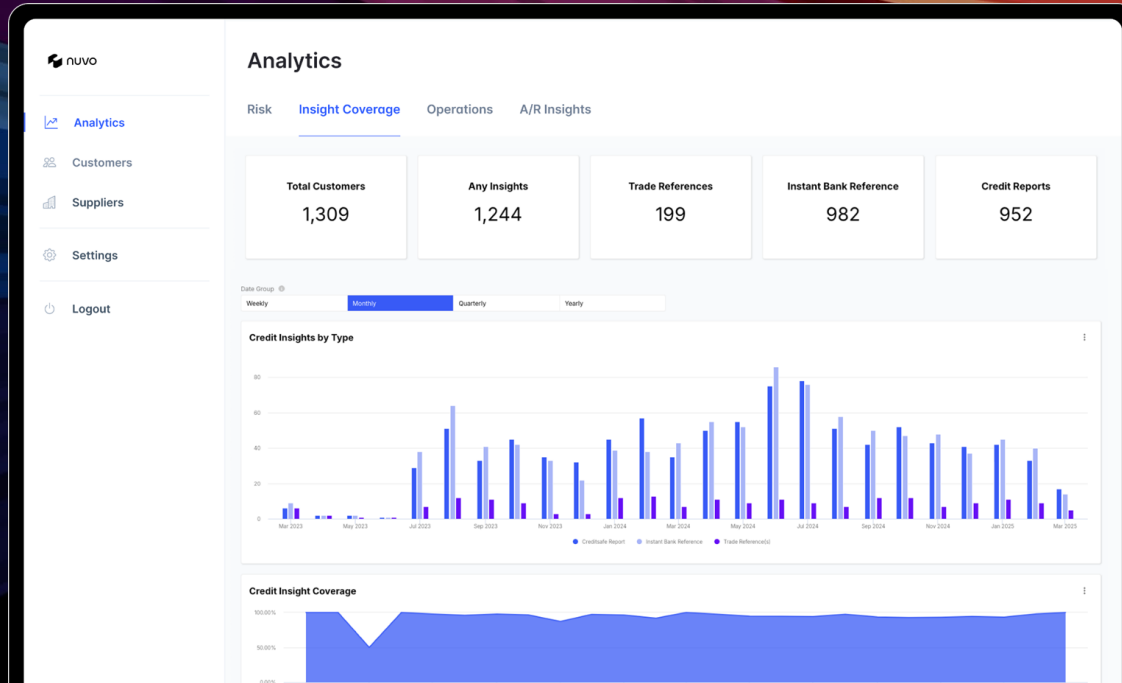 nuvo
Analytics
Customers
Suppliers
Settings
Logout
Analytics
Risk Insight Coverage Operations A/R Insights
Total Customers Any Insights Trade References Instant Bank Reference Credit Reports
1,309 1,244 199 982 952
Date Group
Weekly Monthly Quarterly Yearly
Credit Insights by Type
80
60
40
20
0
Mar 2023 May 2023 Jul 2023 Sep 2023 Nov 2023 Jan 2024 Mar 2024 May 2024 Jul 2024 Sep 2024 Nov 2024 Jan 2025 Mar 2025
Creditsafe Report Instant Bank Reference Trade Reference(s)
Credit Insight Coverage
100.00%
50.00%
0.00%